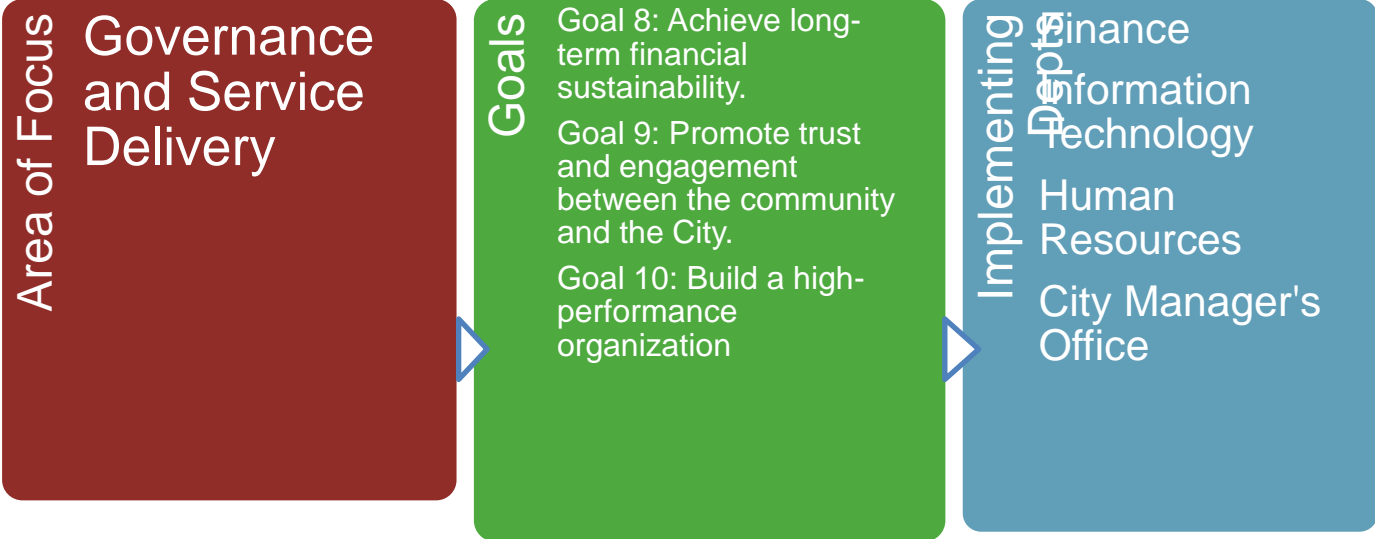 Area of Focus
Governance
and Service
Delivery
Goals
Goal 8: Achieve long-
term financial
sustainability.
Goal 9: Promote trust
and engagement
between the community
and the City.
Goal 10: Build a high-
performance
organization
Implementing
Depts
Finance
Information
Technology
Human
Resources
City Manager's
Office